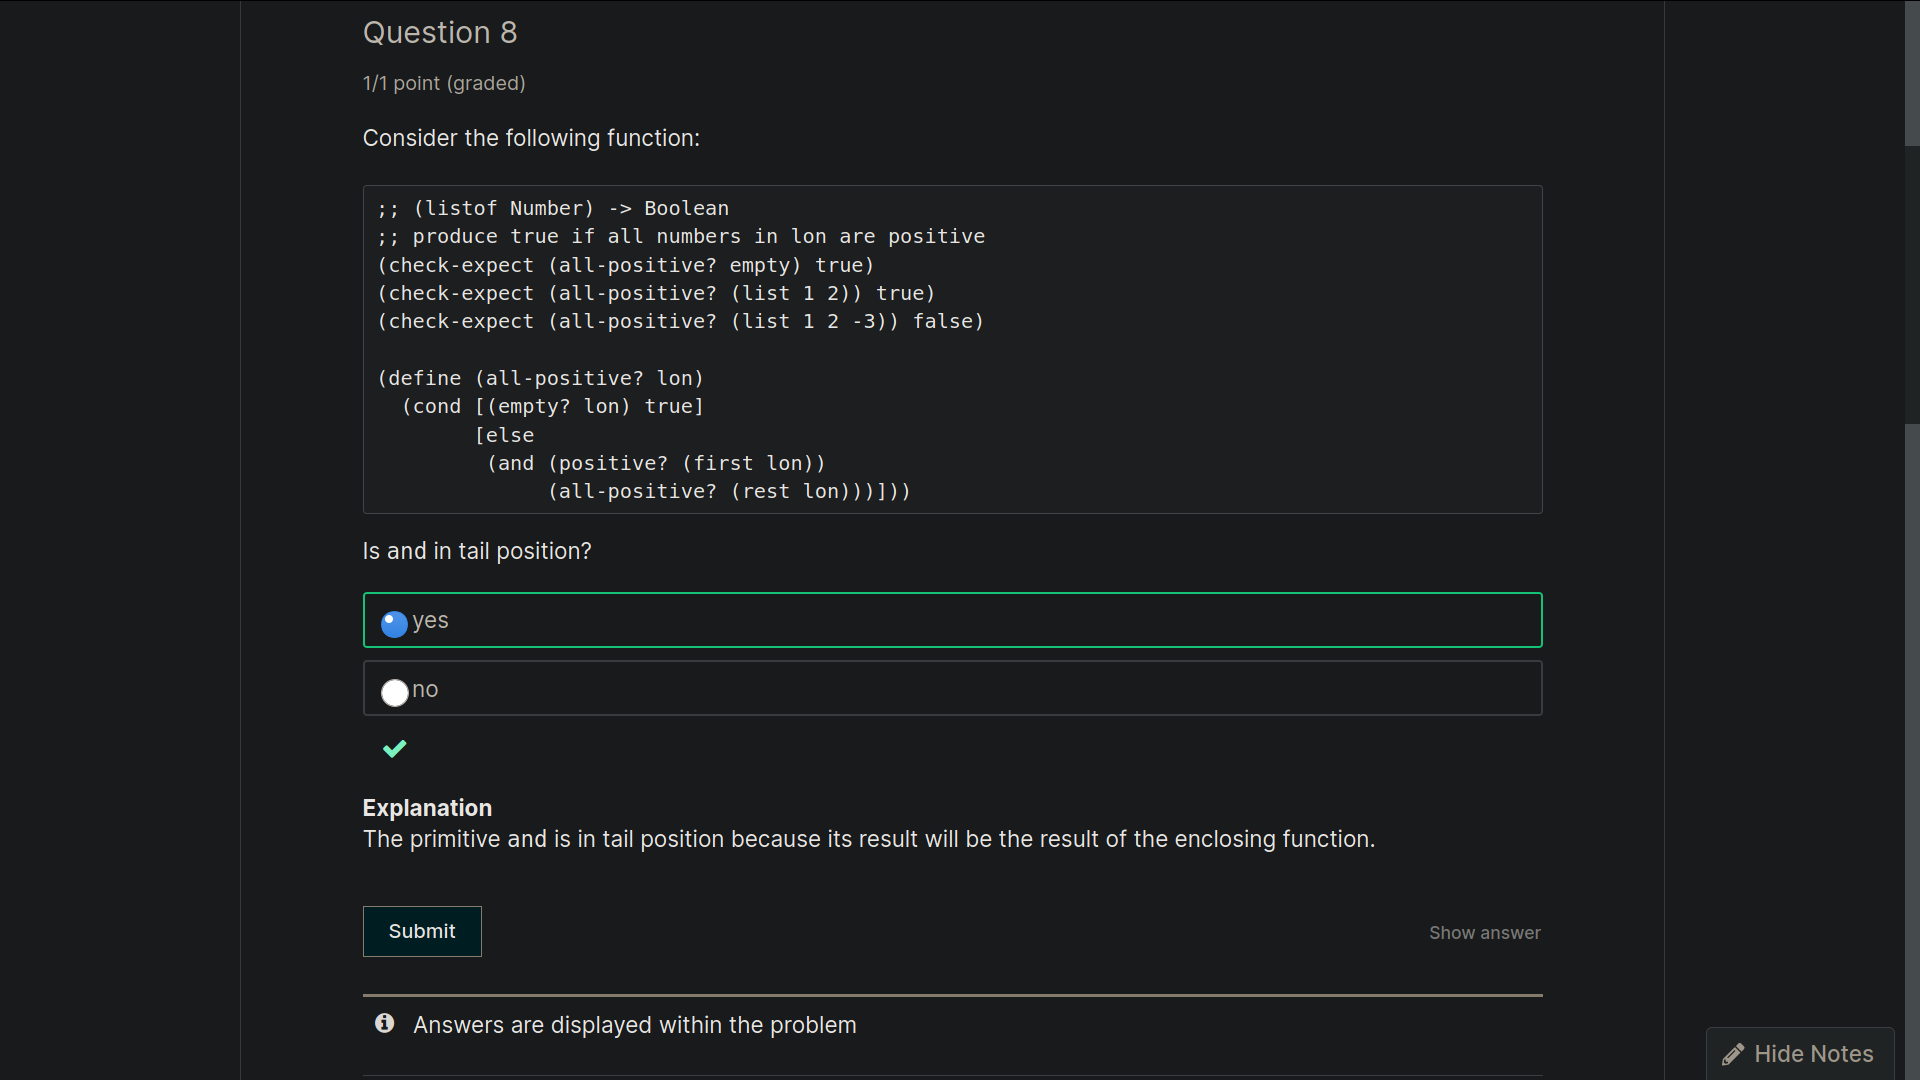 Question 8
1/1 point (graded)
Consider the following function:
;; (listof Number) -> Boolean
;; produce true if all numbers in lon are positive
(check-expect (all-positive? empty) true)
(check-expect (all-positive? (list 1 2)) true)
(check-expect (all-positive? (list 1 2 -3)) false)
(define (all-positive? lon)
  (cond [(empty? lon) true]
        [else
         (and (positive? (first lon))
              (all-positive? (rest lon)))]))
Is and in tail position?
yes
no
Explanation
The primitive and is in tail position because its result will be the result of the enclosing function.
Submit
Show answer
Answers are displayed within the problem
Hide Notes